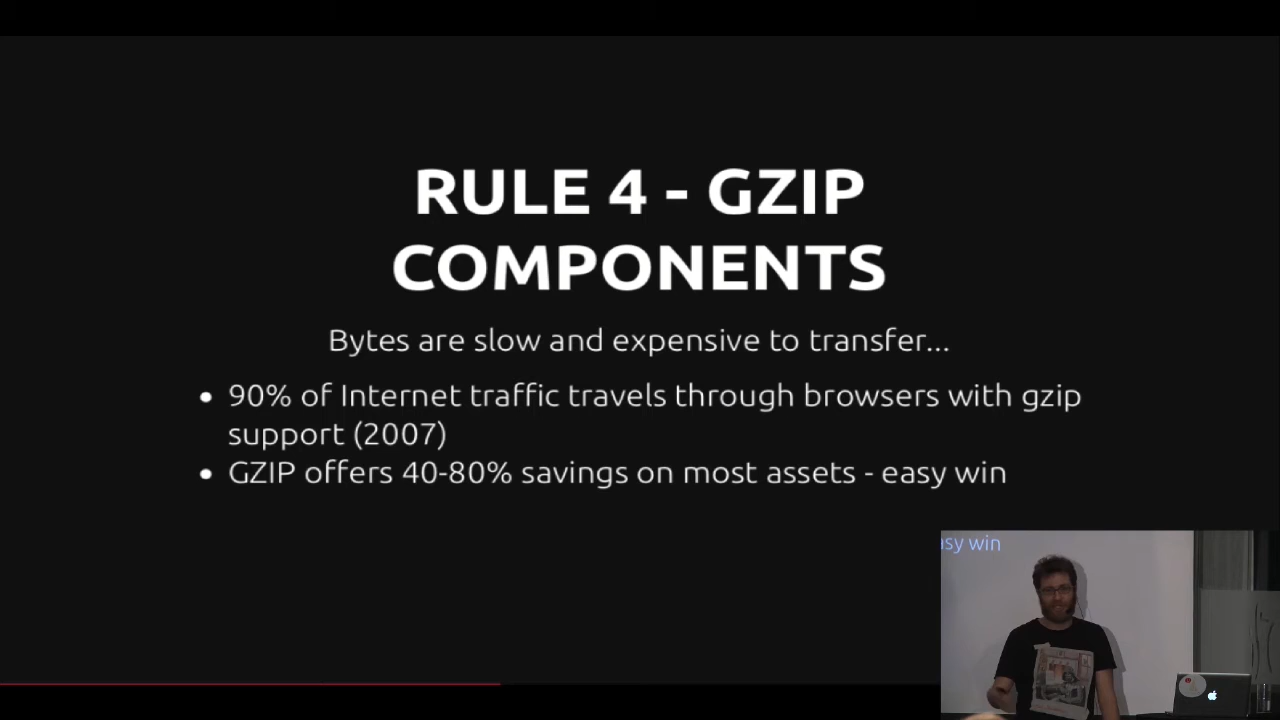 RULE 4 - GZIP
COMPONENTS
Bytes are slow and expensive to transfer...
• 90% of Internet traffic travels through browsers with gzip
support (2007)
• GZIP offers 40-80% savings on most assets - easy win
asy win